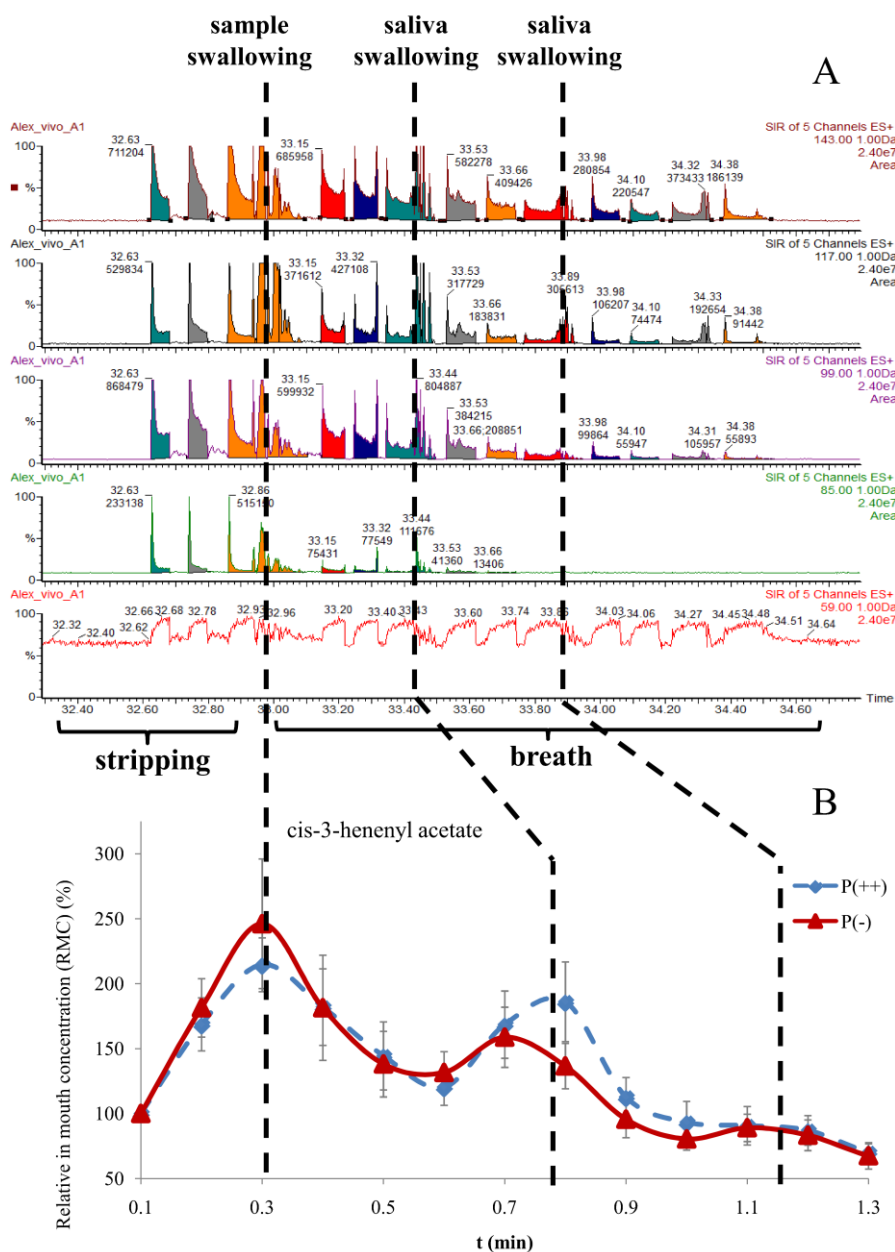 sample swallowing
saliva swallowing
saliva swallowing
A
Alex_vivo_A1
SIR of 5 Channels ES+
143.00 1.00Da
2.40e7
Area
100
%
0
32.63
711204
33.15
685958
33.53
582278
33.66
409426
33.98
280854
34.10
220547
34.32
373433
34.38
186139
Alex_vivo_A1
SIR of 5 Channels ES+
117.00 1.00Da
2.40e7
Area
100
%
0
32.63
529834
33.15
371612
33.32
427108
33.53
317729
33.66
183831
33.89
33.98
106207
34.10
74474
34.33
192654
34.38
91442
Alex_vivo_A1
SIR of 5 Channels ES+
99.00 1.00Da
2.40e7
Area
100
%
0
32.63
868479
33.15
599932
33.44
804887
33.53
384215
33.66;208851
33.98
99864
34.10
55947
34.31
105957
34.38
55893
Alex_vivo_A1
SIR of 5 Channels ES+
85.00 1.00Da
2.40e7
Area
100
%
0
32.63
233138
32.86
33.15
75431
33.32
77549
33.44
33.53
41360
33.66
13406
Alex_vivo_A1
SIR of 5 Channels ES+
59.00 1.00Da
2.40e7
100
%
0
32.32
32.40
32.62
32.66
32.68
32.78
32.93
32.96
33.20
33.40
33.60
33.74
34.03
34.06
34.27
34.45
34.48
34.51
34.64
Time
32.40 32.60 32.80 33.20 33.40 33.60 33.80 34.00 34.20 34.40 34.60
stripping
breath
B
cis-3-henenyl acetate
P(++)
P(-)
Relative in mouth concentration (RMC) (%)
300
250
200
150
100
50
0.1 0.3 0.5 0.7 0.9 1.1 1.3
t (min)